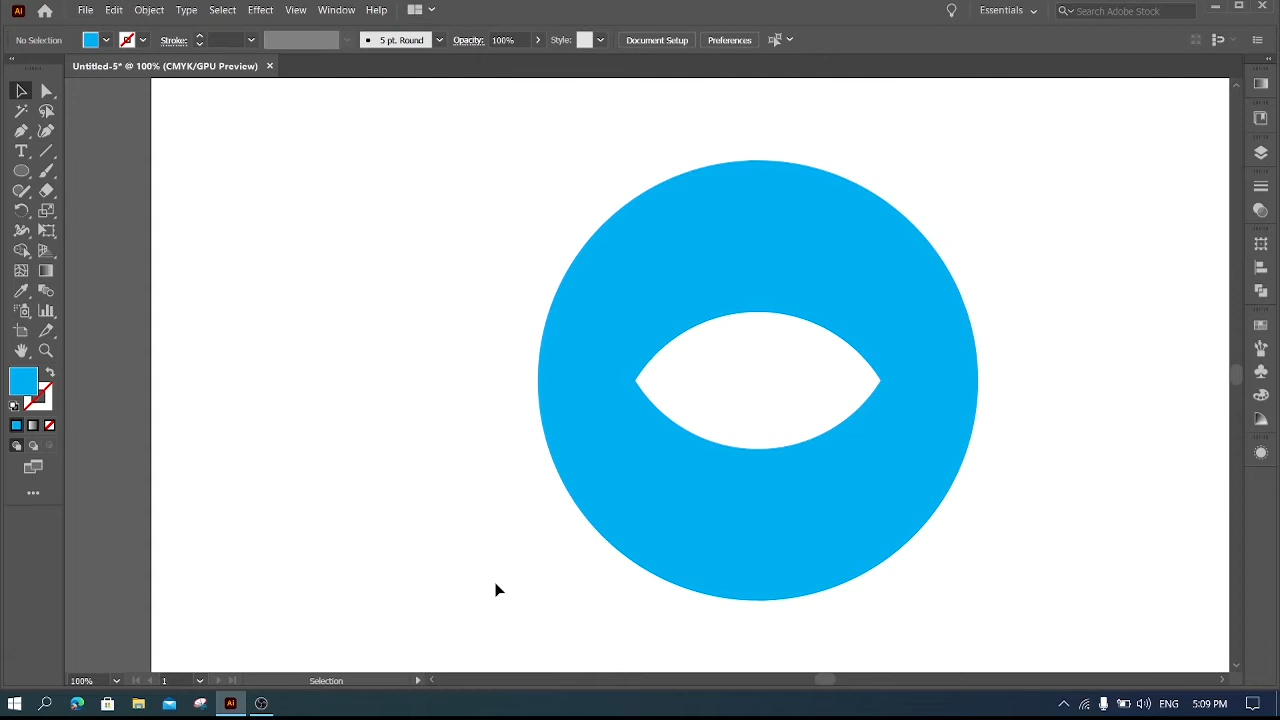 Ai File Edit Object Type Select Effect View Window Help Essentials Search Adobe Stock
No Selection Stroke: 5 pt. Round Opacity: 100% Style: Document Setup Preferences
Untitled-5* @ 100% (CMYK/GPU Preview) ×
T
100% 1 Selection
Ai ENG 5:09 PM